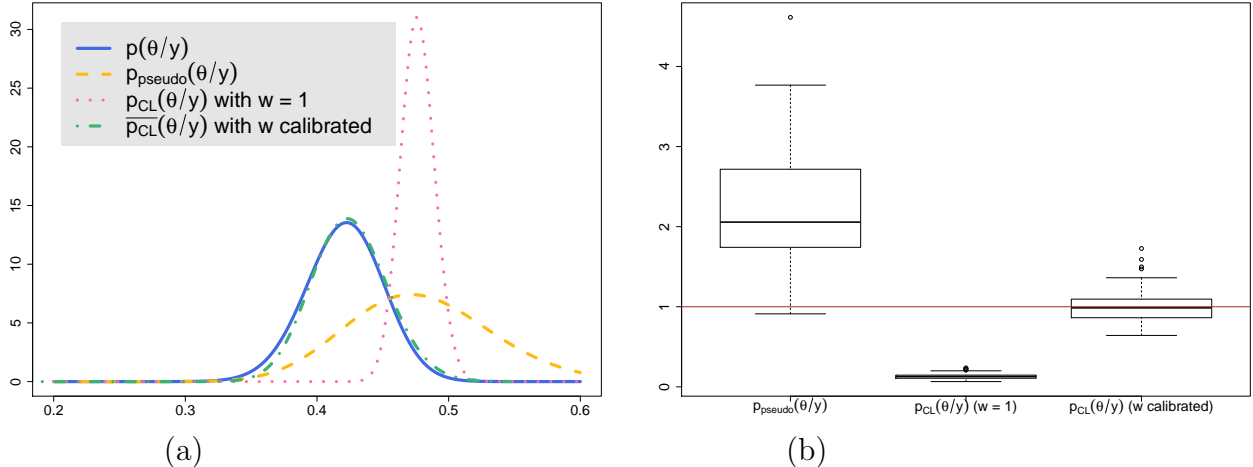 30
25
20
15
10
5
0
0.2 0.3 0.4 0.5 0.6
p(θ/y)
p_pseudo(θ/y)
p_CL(θ/y) with w = 1
p̅_C̅L̅(θ/y) with w calibrated
(a)
4
3
2
1
0
p_pseudo(θ/y) p_CL(θ/y) (w = 1) p_CL(θ/y) (w calibrated)
(b)